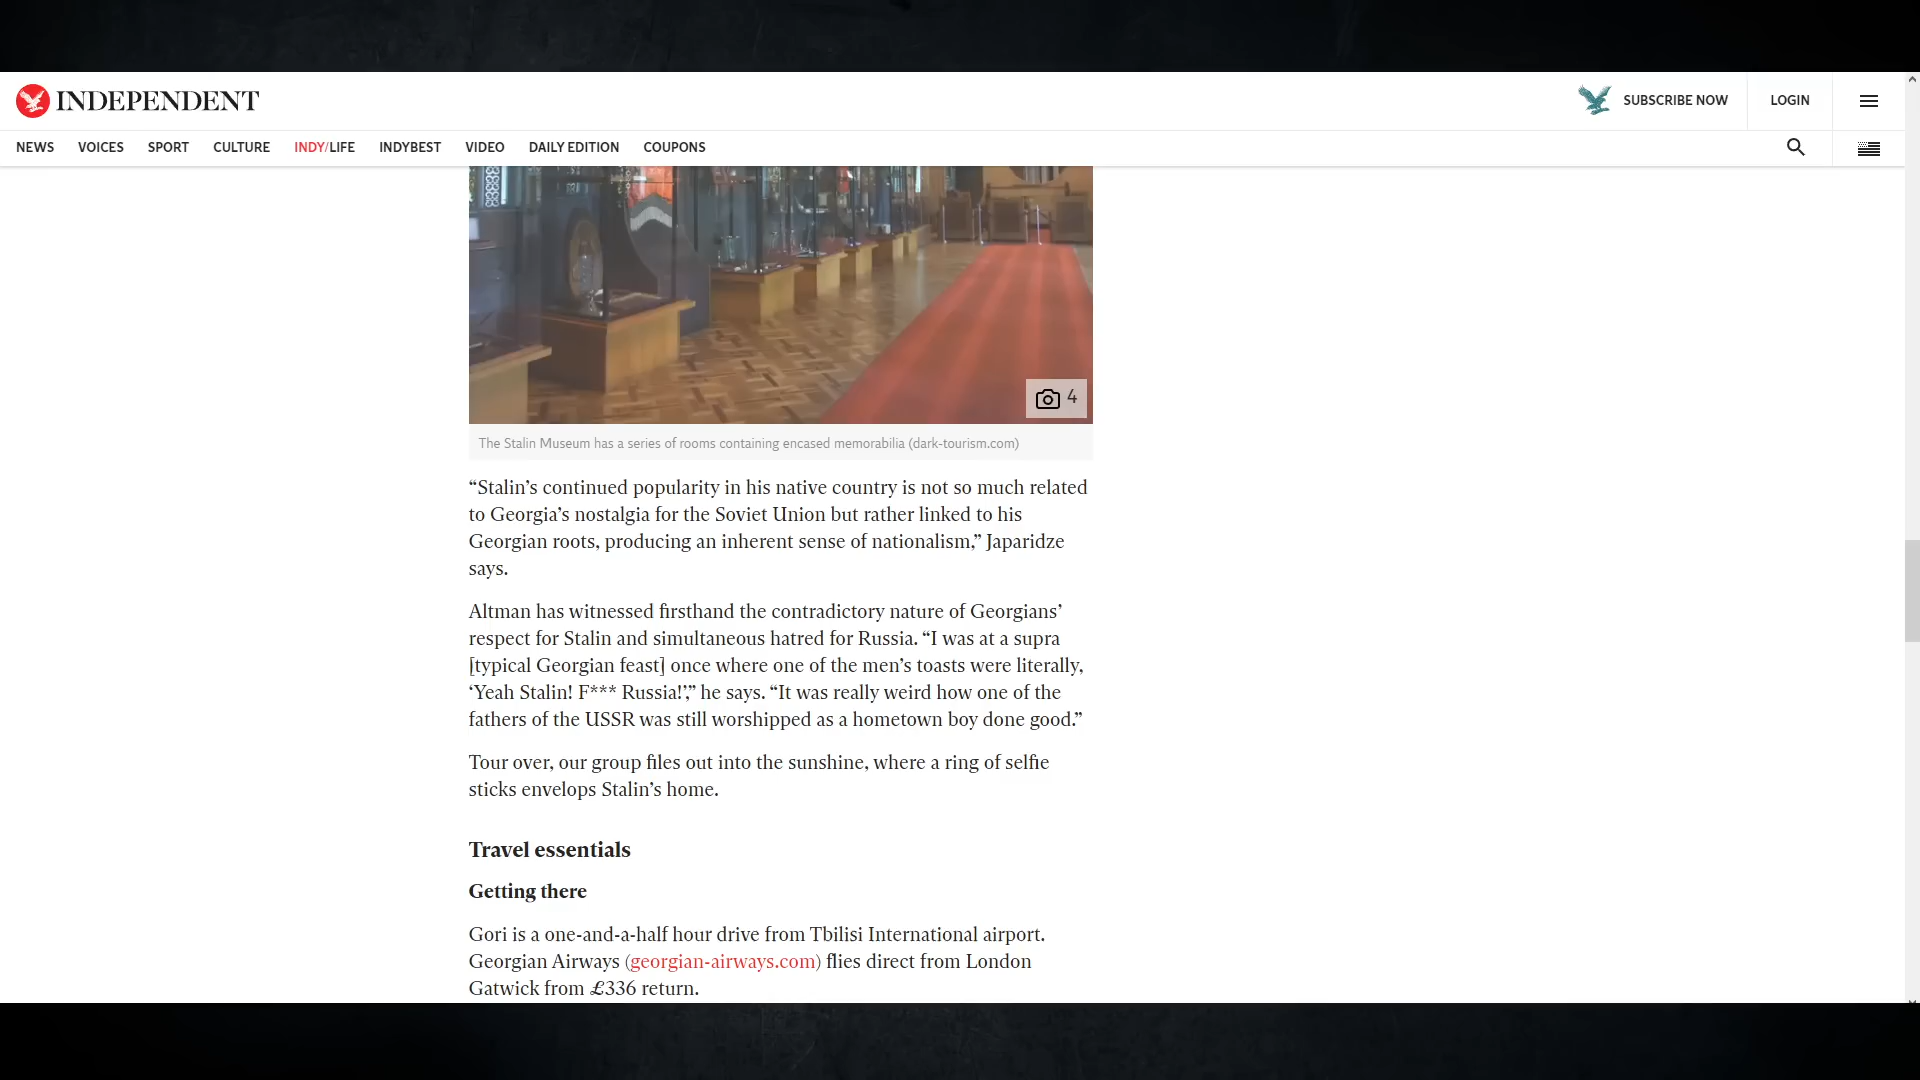 INDEPENDENT
SUBSCRIBE NOW
LOGIN
NEWS VOICES SPORT CULTURE INDY/LIFE INDYBEST VIDEO DAILY EDITION COUPONS
4
The Stalin Museum has a series of rooms containing encased memorabilia (dark-tourism.com)
“Stalin’s continued popularity in his native country is not so much related
to Georgia’s nostalgia for the Soviet Union but rather linked to his
Georgian roots, producing an inherent sense of nationalism,” Japaridze
says.
Altman has witnessed firsthand the contradictory nature of Georgians’
respect for Stalin and simultaneous hatred for Russia. “I was at a supra
[typical Georgian feast] once where one of the men’s toasts were literally,
‘Yeah Stalin! F*** Russia!’,” he says. “It was really weird how one of the
fathers of the USSR was still worshipped as a hometown boy done good.”
Tour over, our group files out into the sunshine, where a ring of selfie
sticks envelops Stalin’s home.
Travel essentials
Getting there
Gori is a one-and-a-half hour drive from Tbilisi International airport.
Georgian Airways (georgian-airways.com) flies direct from London
Gatwick from £336 return.